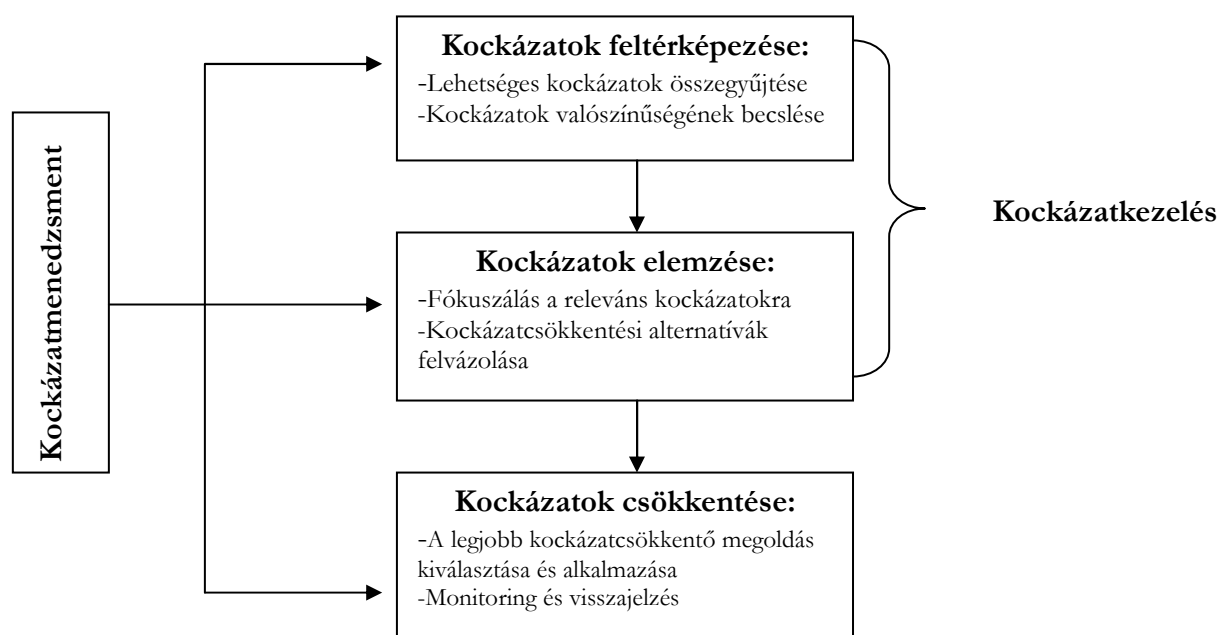 Kockázatmenedzsment
Kockázatok feltérképezése:
-Lehetséges kockázatok összegyűjtése
-Kockázatok valószínűségének becslése
Kockázatkezelés
Kockázatok elemzése:
-Fókuszálás a releváns kockázatokra
-Kockázatcsökkentési alternatívák
felvázolása
Kockázatok csökkentése:
-A legjobb kockázatcsökkentő megoldás
kiválasztása és alkalmazása
-Monitoring és visszajelzés